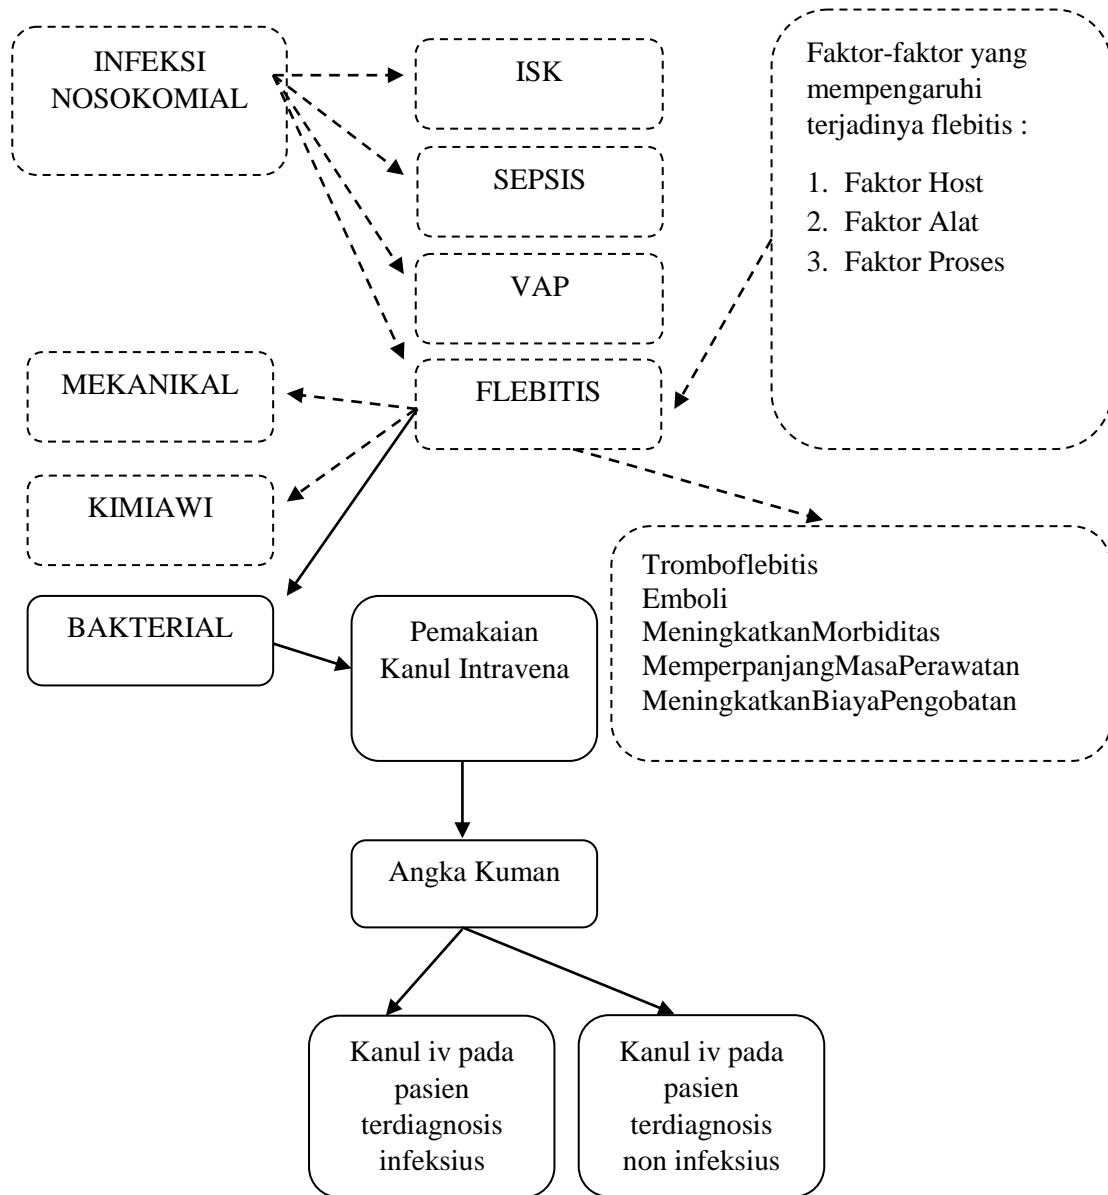 INFEKSI
NOSOKOMIAL
ISK
SEPSIS
VAP
FLEBITIS
Faktor-faktor yang
mempengaruhi
terjadinya flebitis :
1. Faktor Host
2. Faktor Alat
3. Faktor Proses
MEKANIKAL
KIMIAWI
BAKTERIAL
Tromboflebitis
Emboli
MeningkatkanMorbiditas
MemperpanjangMasaPerawatan
MeningkatkanBiayaPengobatan
Pemakaian
Kanul Intravena
Angka Kuman
Kanul iv pada
pasien
terdiagnosis
infeksius
Kanul iv pada
pasien
terdiagnosis
non infeksius